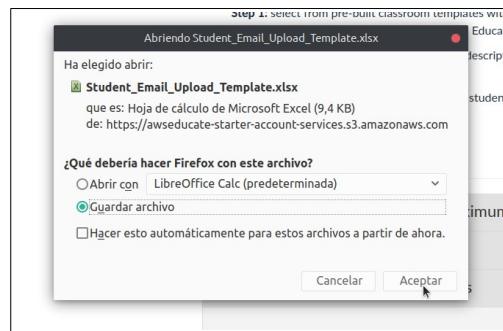 Step 1: select from pre-built classroom templates wit
Abriendo Student_Email_Upload_Template.xlsx
Educa
Ha elegido abrir:
descript
Student_Email_Upload_Template.xlsx
que es: Hoja de cálculo de Microsoft Excel (9,4 KB)
studen
de: https://awseducate-starter-account-services.s3.amazonaws.com
¿Qué debería hacer Firefox con este archivo?
Abrir con LibreOffice Calc (predeterminada)
Guardar archivo
imum
Hacer esto automáticamente para estos archivos a partir de ahora.
Cancelar Aceptar
s